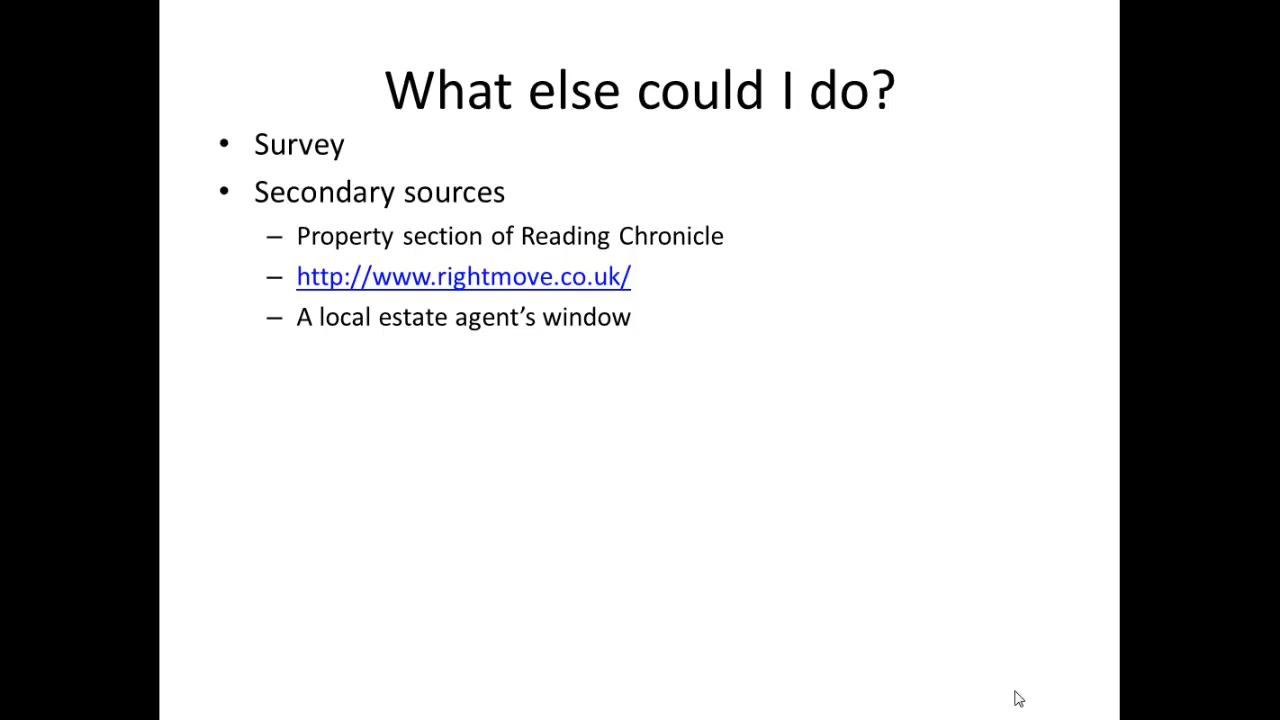 What else could I do?
• Survey
• Secondary sources
– Property section of Reading Chronicle
– http://www.rightmove.co.uk/
– A local estate agent’s window